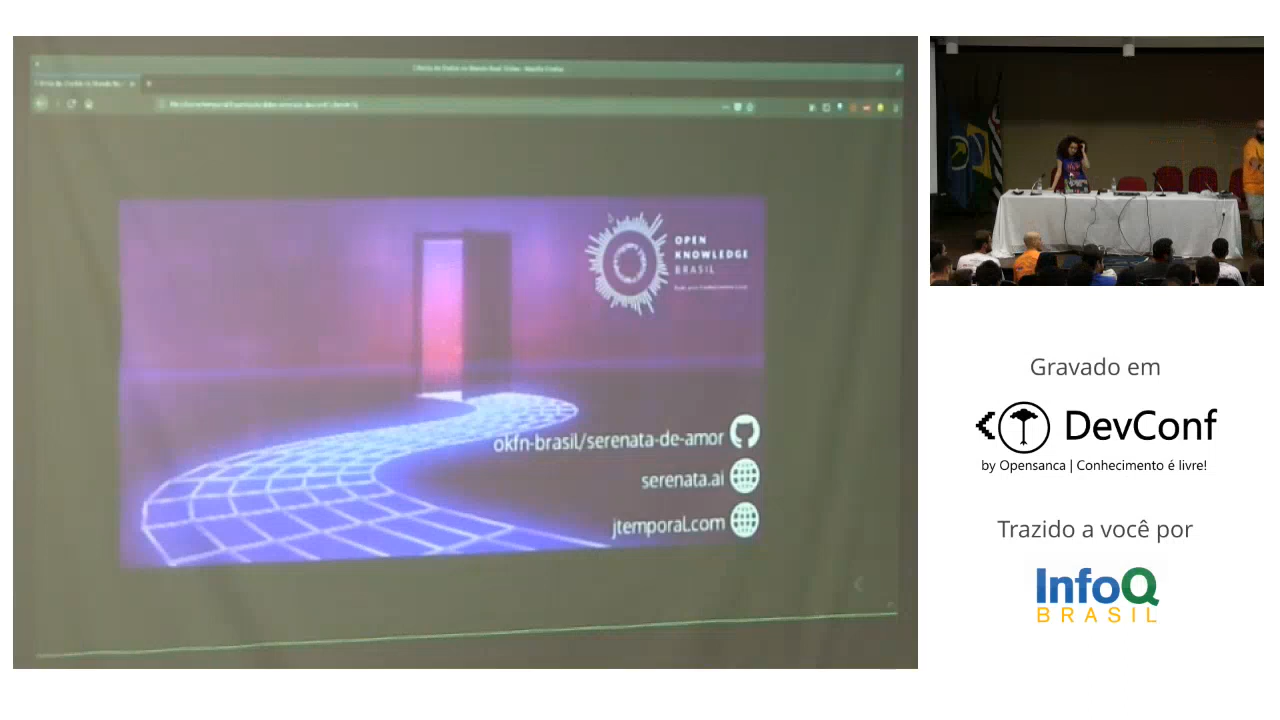 OPEN
KNOWLEDGE
BRASIL
okfn-brasil/serenata-de-amor
serenata.ai
jtemporal.com
Gravado em
DevConf
by Opensanca | Conhecimento é livre!
Trazido a você por
InfoQ
BRASIL